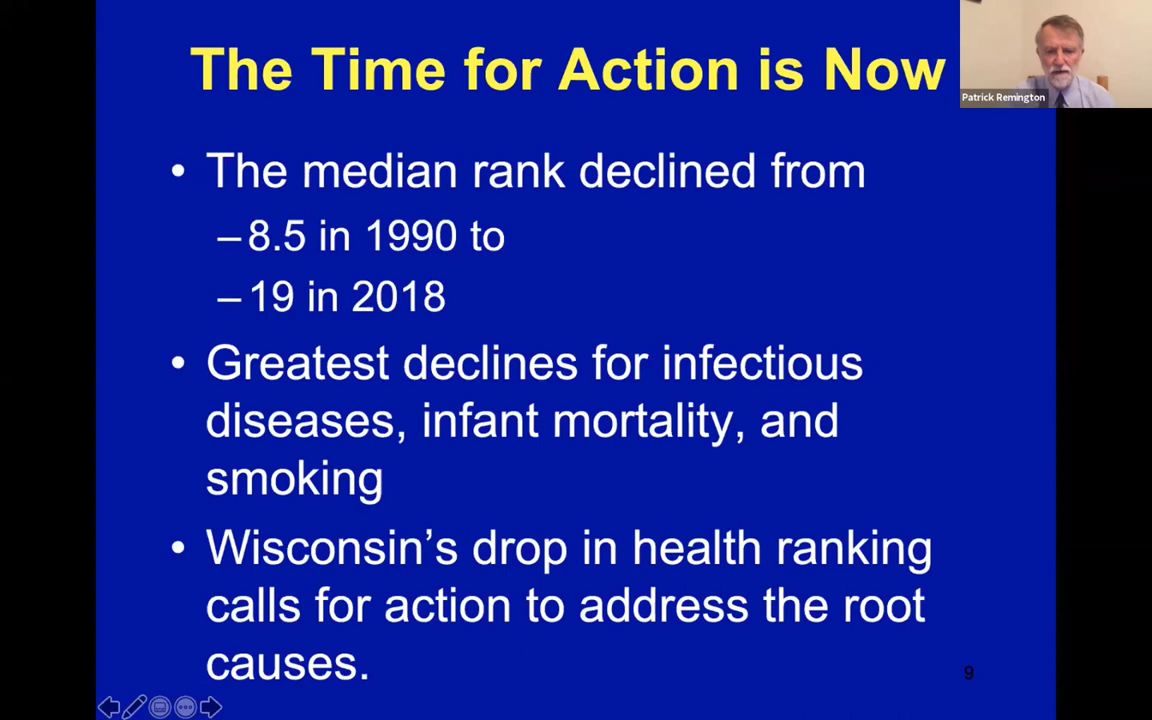 The Time for Action is Now
Patrick Remington
• The median rank declined from
–8.5 in 1990 to
–19 in 2018
• Greatest declines for infectious
diseases, infant mortality, and
smoking
• Wisconsin’s drop in health ranking
calls for action to address the root
causes.
9